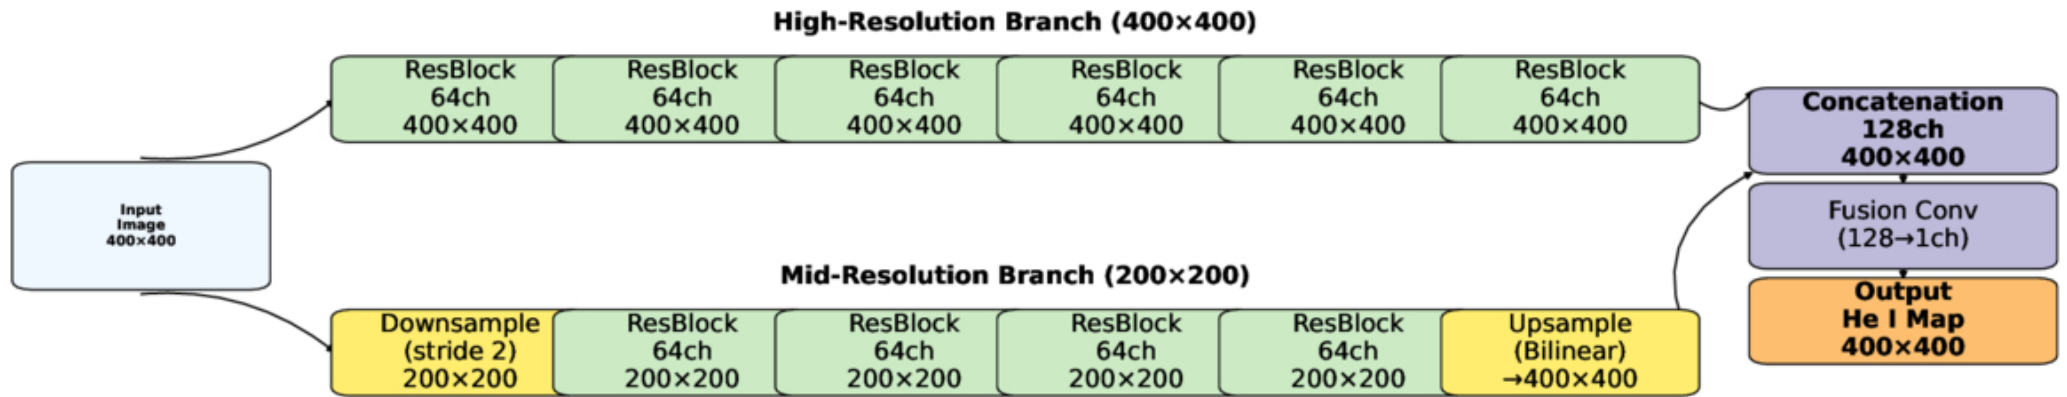 High-Resolution Branch (400×400)
ResBlock
64ch
400×400
ResBlock
64ch
400×400
ResBlock
64ch
400×400
ResBlock
64ch
400×400
ResBlock
64ch
400×400
ResBlock
64ch
400×400
Input
Image
400×400
Mid-Resolution Branch (200×200)
Downsample
(stride 2)
200×200
ResBlock
64ch
200×200
ResBlock
64ch
200×200
ResBlock
64ch
200×200
ResBlock
64ch
200×200
Upsample
(Bilinear)
→400×400
Concatenation
128ch
400×400
Fusion Conv
(128→1ch)
Output
He I Map
400×400